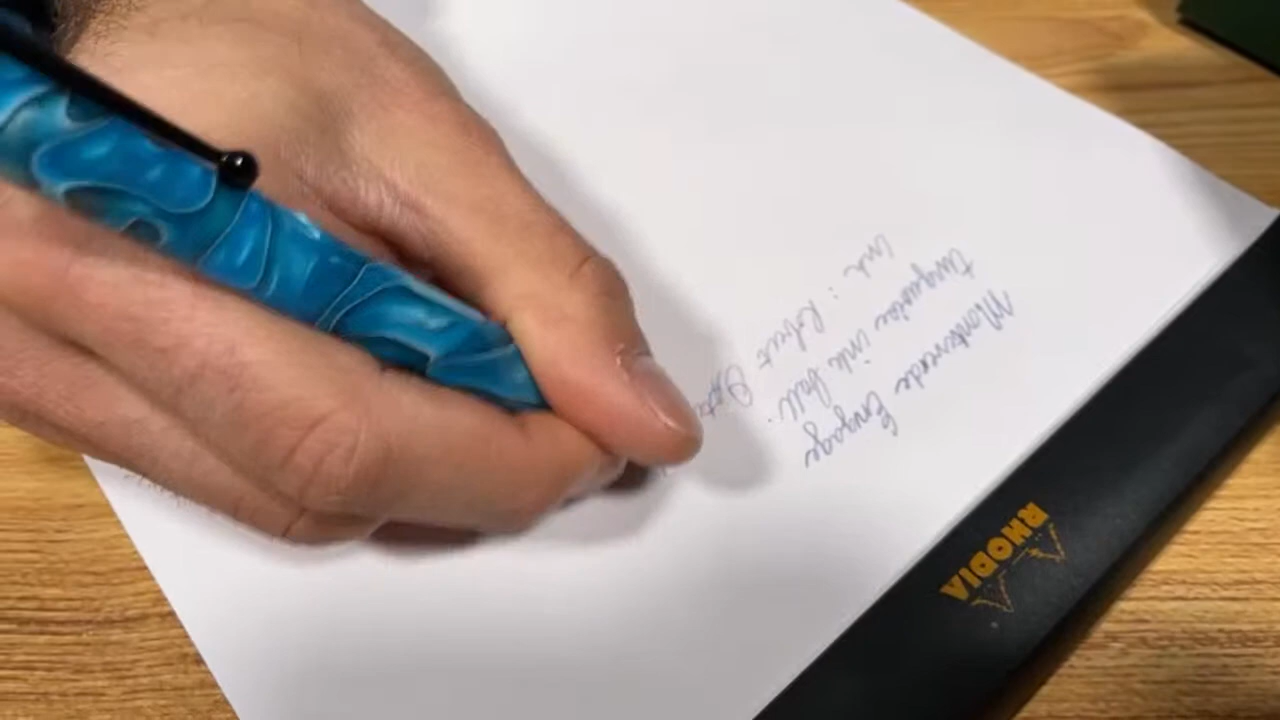 Monteverde Engage
turquoise ink ball.
Ink : Robert
RHODIA